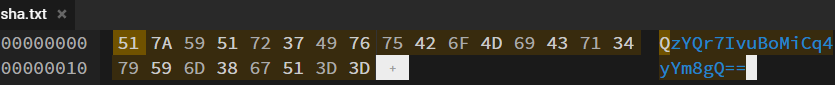 sha.txt ×
00000000 51 7A 59 51 72 37 49 76 75 42 6F 4D 69 43 71 34 QzYQr7IvuBoMiCq4
00000010 79 59 6D 38 67 51 3D 3D + yYm8gQ==